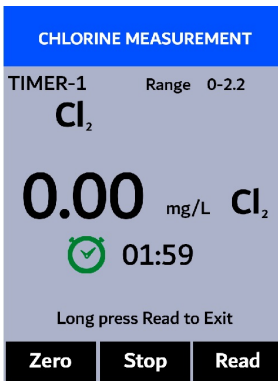 CHLORINE MEASUREMENT
TIMER-1 Range 0-2.2
Cl₂
0.00 mg/L Cl₂
01:59
Long press Read to Exit
Zero Stop Read